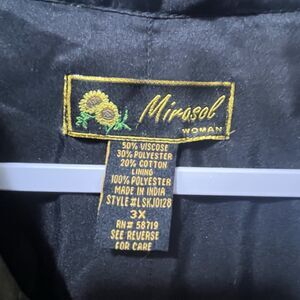 Mirasol
WOMAN
50% VISCOSE
30% POLYESTER
20% COTTON
LINING
100% POLYESTER
MADE IN INDIA
STYLE#LSKJ0128
3X
RN# 58719
SEE REVERSE
FOR CARE